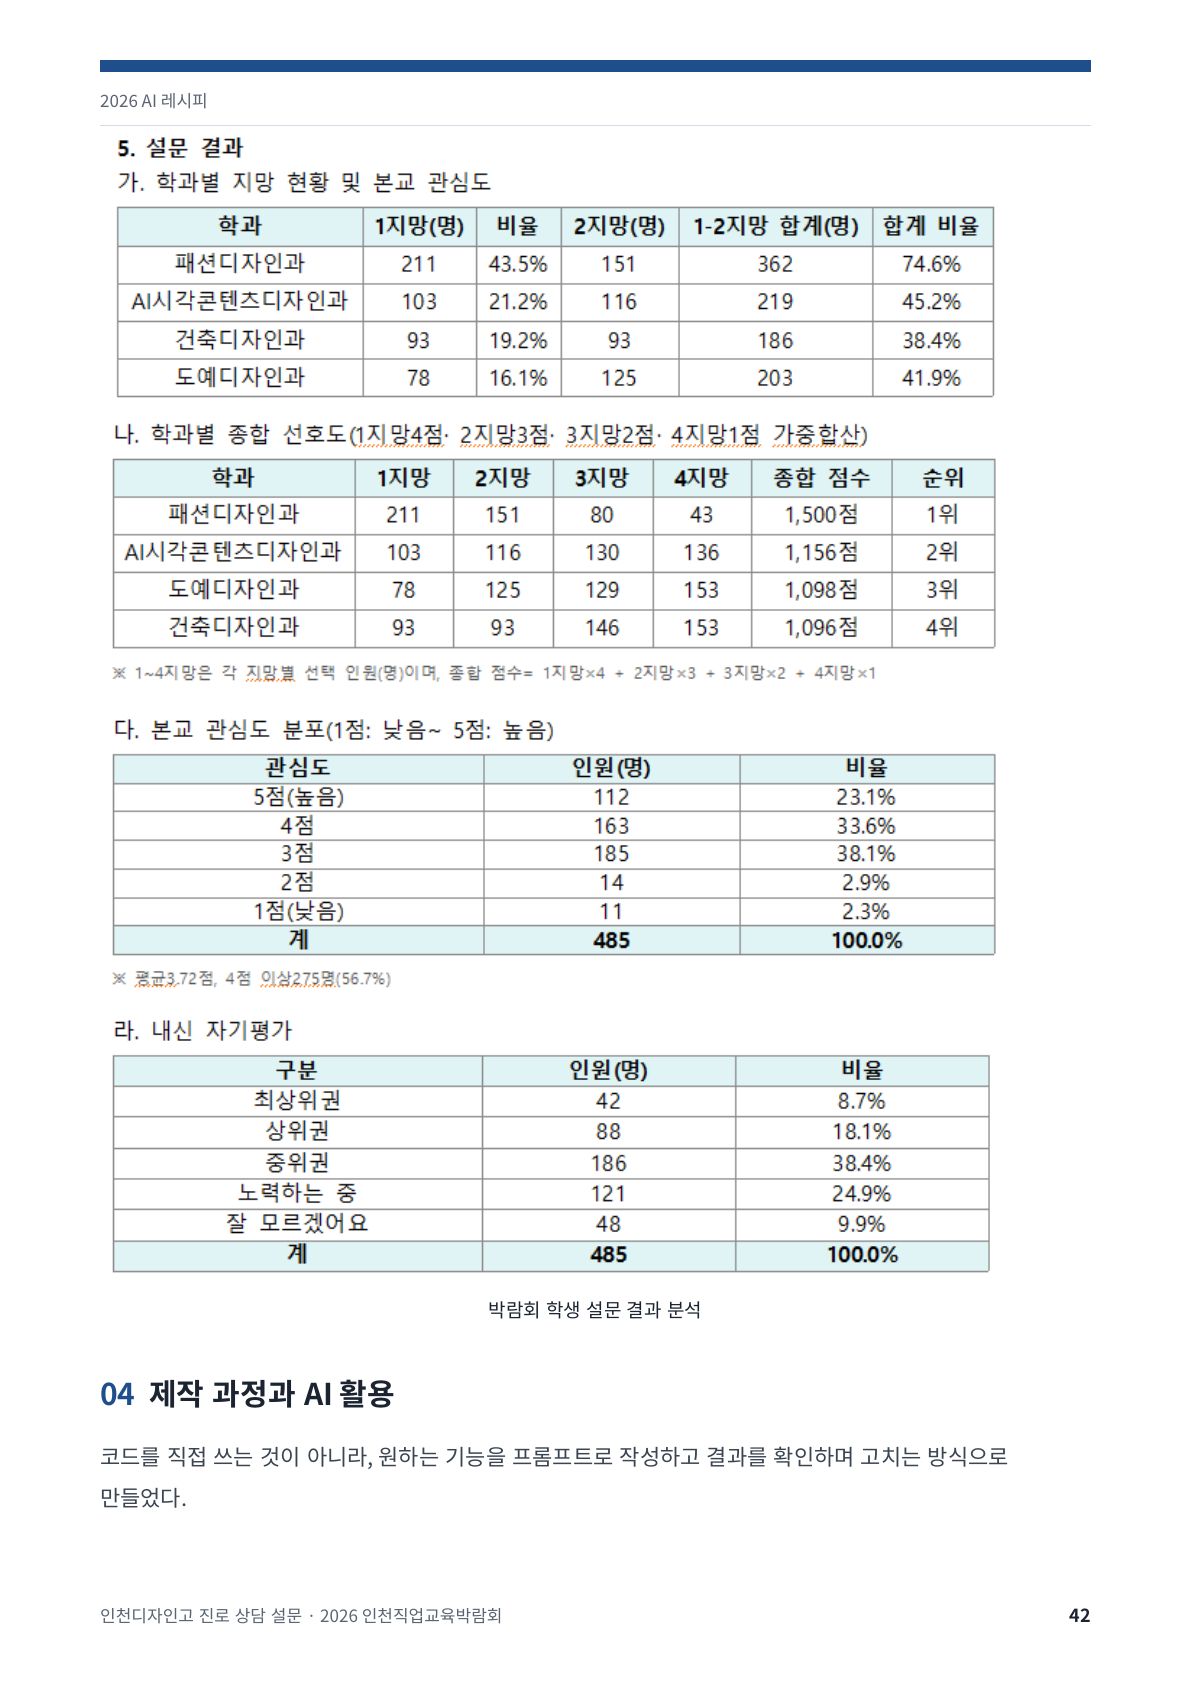 2026 AI 레시피
5. 설문 결과
가. 학과별 지망 현황 및 본교 관심도
학과 1지망(명) 비율 2지망(명) 1-2지망 합계(명) 합계 비율
패션디자인과 211 43.5% 151 362 74.6%
AI시각콘텐츠디자인과 103 21.2% 116 219 45.2%
건축디자인과 93 19.2% 93 186 38.4%
도예디자인과 78 16.1% 125 203 41.9%
나. 학과별 종합 선호도(1지망4점· 2지망3점· 3지망2점· 4지망1점 가중합산)
학과 1지망 2지망 3지망 4지망 종합 점수 순위
패션디자인과 211 151 80 43 1,500점 1위
AI시각콘텐츠디자인과 103 116 130 136 1,156점 2위
도예디자인과 78 125 129 153 1,098점 3위
건축디자인과 93 93 146 153 1,096점 4위
※ 1~4지망은 각 지망별 선택 인원(명)이며, 종합 점수= 1지망×4 + 2지망×3 + 3지망×2 + 4지망×1
다. 본교 관심도 분포(1점: 낮음~ 5점: 높음)
관심도 인원(명) 비율
5점(높음) 112 23.1%
4점 163 33.6%
3점 185 38.1%
2점 14 2.9%
1점(낮음) 11 2.3%
계 485 100.0%
※ 평균3.72점, 4점 이상275명(56.7%)
라. 내신 자기평가
구분 인원(명) 비율
최상위권 42 8.7%
상위권 88 18.1%
중위권 186 38.4%
노력하는 중 121 24.9%
잘 모르겠어요 48 9.9%
계 485 100.0%
박람회 학생 설문 결과 분석
04 제작 과정과 AI 활용
코드를 직접 쓰는 것이 아니라, 원하는 기능을 프롬프트로 작성하고 결과를 확인하며 고치는 방식으로
만들었다.
인천디자인고 진로 상담 설문 · 2026 인천직업교육박람회 42